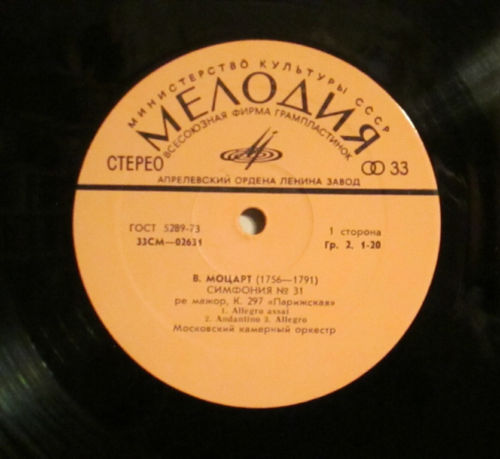 МИНИСТЕРСТВО КУЛЬТУРЫ СССР
МЕЛОДИЯ
ВСЕСОЮЗНАЯ ФИРМА ГРАМПЛАСТИНОК
СТЕРЕО 33
АПРЕЛЕВСКИЙ ОРДЕНА ЛЕНИНА ЗАВОД
ГОСТ 5289-73 1 сторона
33СМ—02631 Гр. 2. 1-20
В. МОЦАРТ (1756—1791)
СИМФОНИЯ № 31
ре мажор, К. 297 «Парижская»
1. Allegro assai
2. Andantino 3. Allegro
Московский камерный оркестр